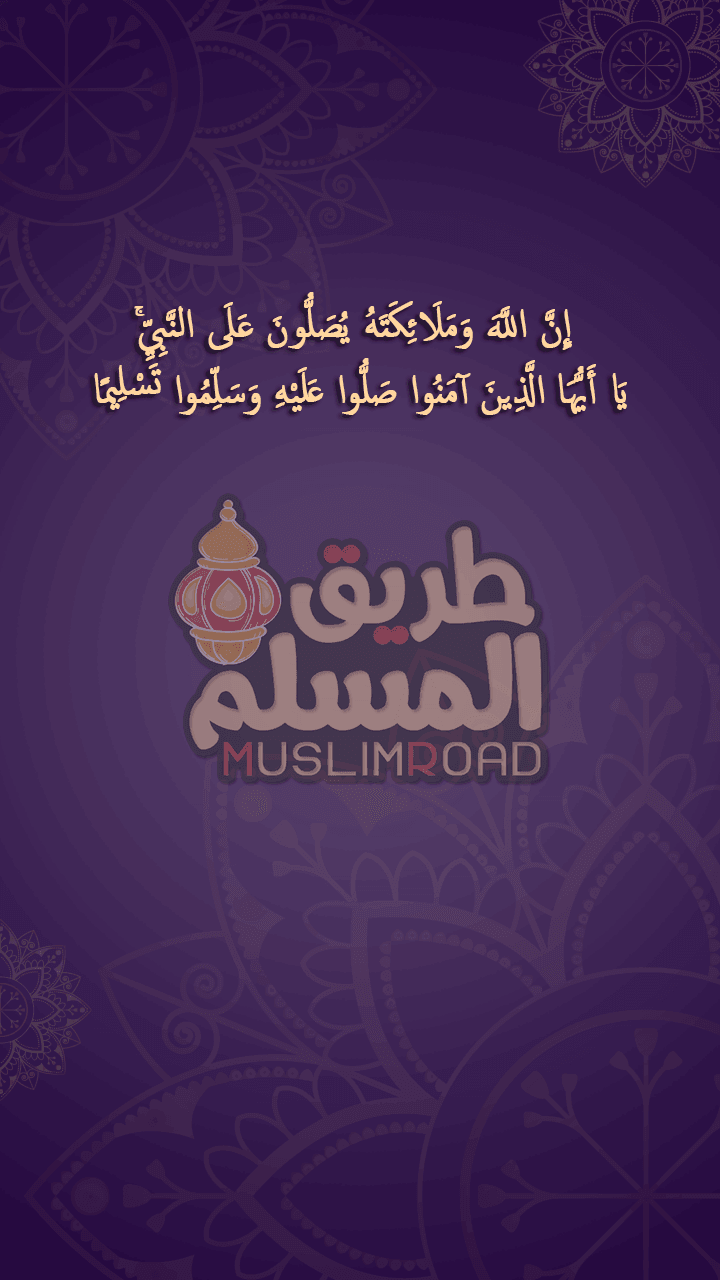 إِنَّ اللَّهَ وَمَلَائِكَتَهُ يُصَلُّونَ عَلَى النَّبِيِّ ۚ
يَا أَيُّهَا الَّذِينَ آمَنُوا صَلُّوا عَلَيْهِ وَسَلِّمُوا تَسْلِيمًا
طريق
المسلم
MUSLIMROAD